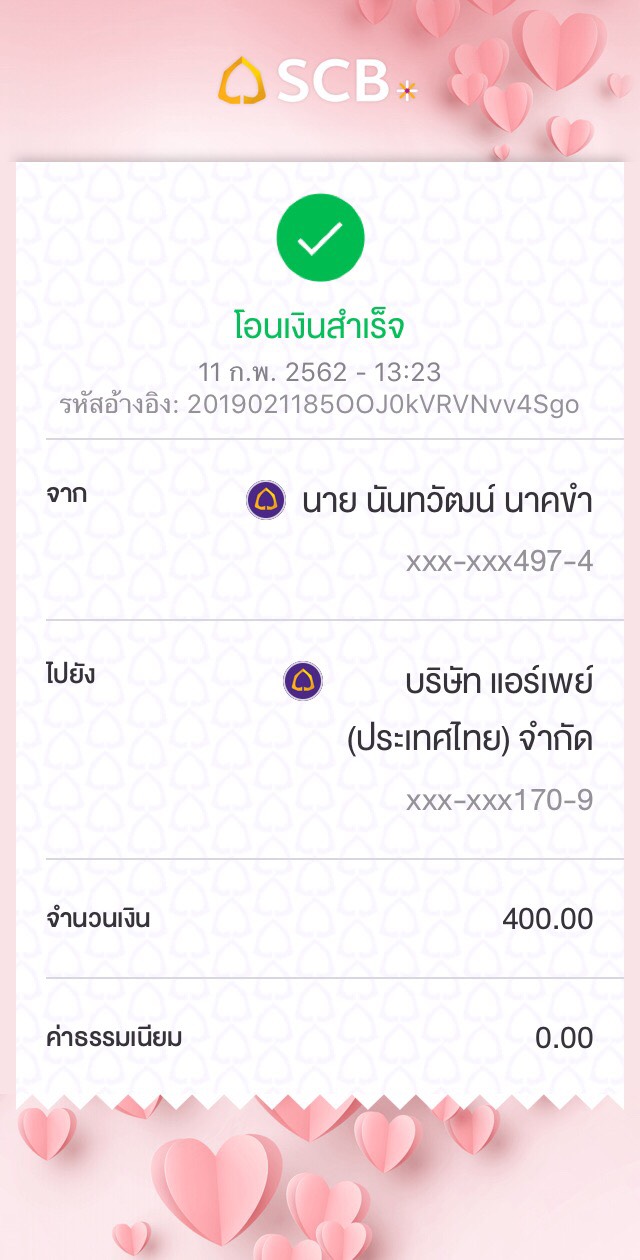 SCB
โอนเงินสำเร็จ
11 ก.พ. 2562 - 13:23
รหัสอ้างอิง: 2019021185OOJ0kVRVNvv4Sgo
จาก
นาย นันทวัฒน์ นาคขำ
xxx-xxx497-4
ไปยัง
บริษัท แอร์เพย์
(ประเทศไทย) จำกัด
xxx-xxx170-9
จำนวนเงิน 400.00
ค่าธรรมเนียม 0.00